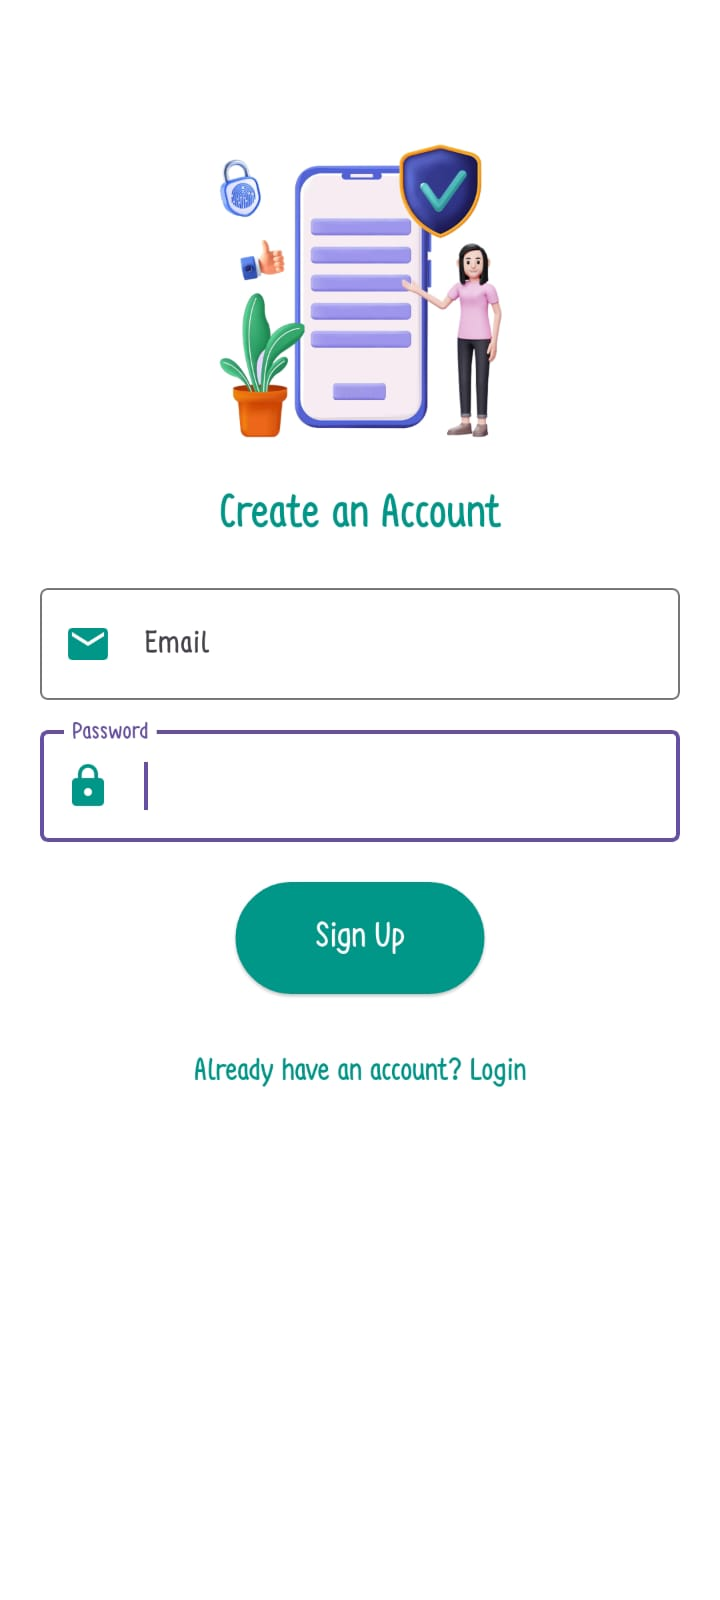 Create an Account
Email
Password
Sign Up
Already have an account? Login